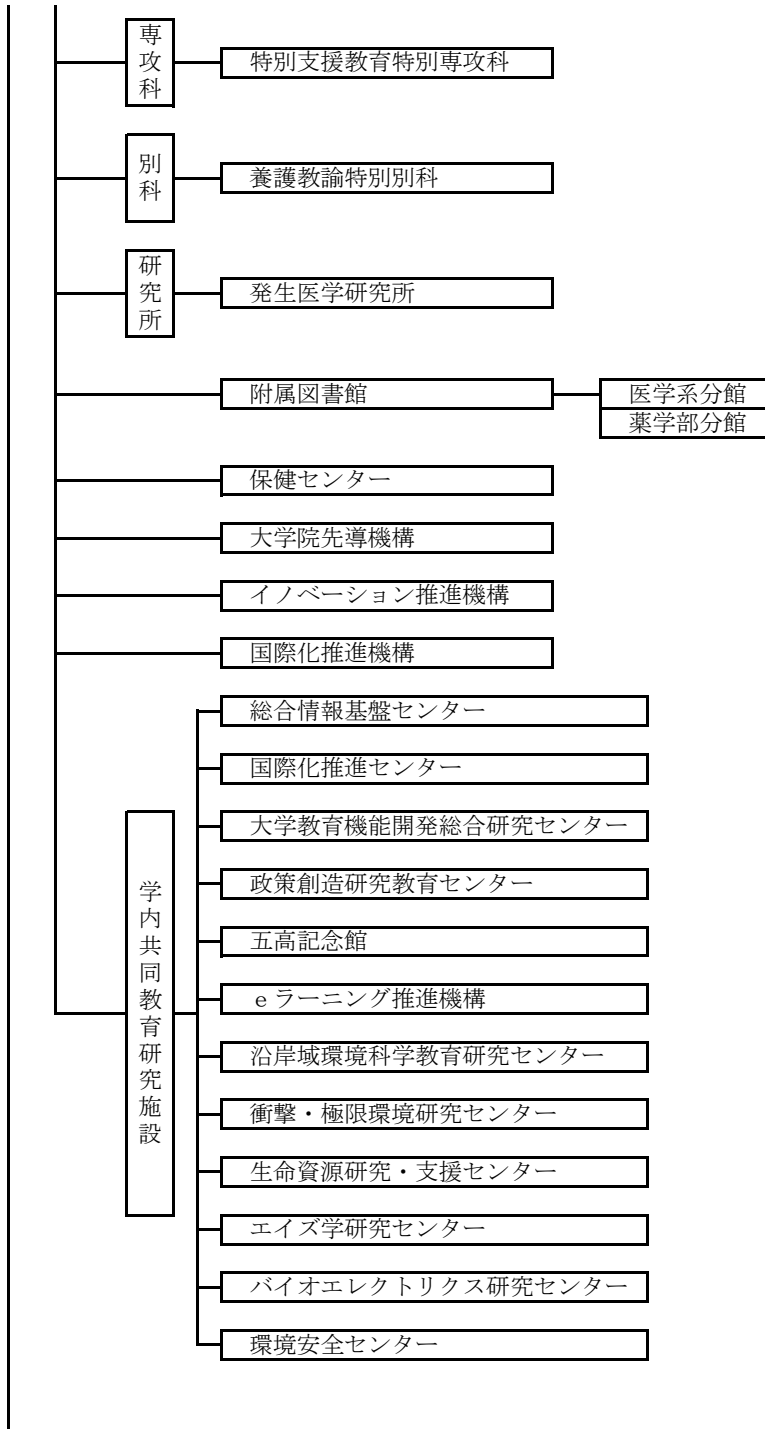 専攻科
特別支援教育特別専攻科
別科
養護教諭特別別科
研究所
発生医学研究所
附属図書館
医学系分館
薬学部分館
保健センター
大学院先導機構
イノベーション推進機構
国際化推進機構
学内共同教育研究施設
総合情報基盤センター
国際化推進センター
大学教育機能開発総合研究センター
政策創造研究教育センター
五高記念館
ｅラーニング推進機構
沿岸域環境科学教育研究センター
衝撃・極限環境研究センター
生命資源研究・支援センター
エイズ学研究センター
バイオエレクトリクス研究センター
環境安全センター